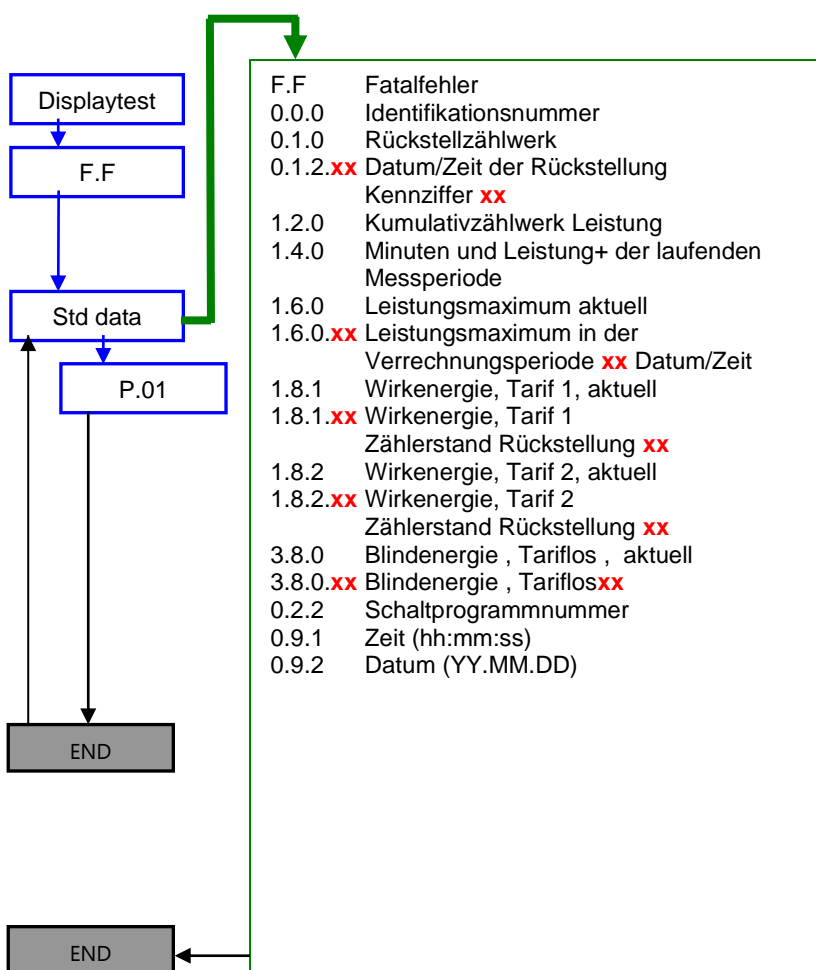 Displaytest
F.F
Std data
P.01
END
END
F.F Fatalfehler
0.0.0 Identifikationsnummer
0.1.0 Rückstellzählwerk
0.1.2.xx Datum/Zeit der Rückstellung
Kennziffer xx
1.2.0 Kumulativzählwerk Leistung
1.4.0 Minuten und Leistung+ der laufenden
Messperiode
1.6.0 Leistungsmaximum aktuell
1.6.0.xx Leistungsmaximum in der
Verrechnungsperiode xx Datum/Zeit
1.8.1 Wirkenergie, Tarif 1, aktuell
1.8.1.xx Wirkenergie, Tarif 1
Zählerstand Rückstellung xx
1.8.2 Wirkenergie, Tarif 2, aktuell
1.8.2.xx Wirkenergie, Tarif 2
Zählerstand Rückstellung xx
3.8.0 Blindenergie , Tariflos , aktuell
3.8.0.xx Blindenergie , Tariflosxx
0.2.2 Schaltprogrammnummer
0.9.1 Zeit (hh:mm:ss)
0.9.2 Datum (YY.MM.DD)